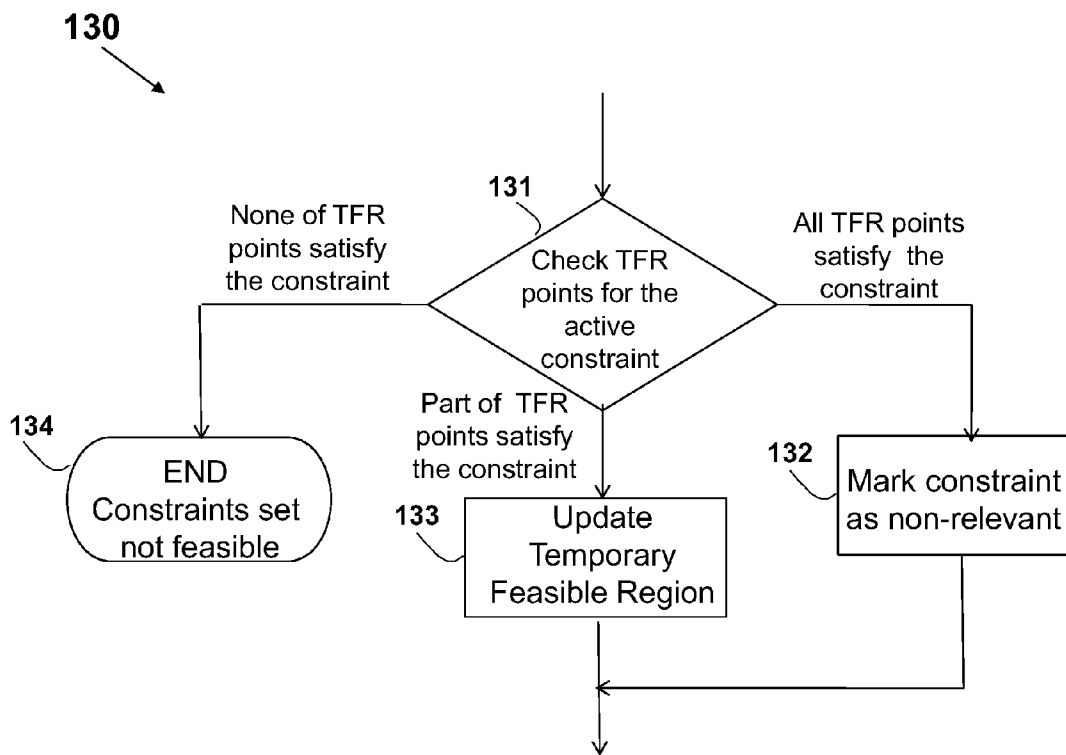 130
131
None of TFR
points satisfy
the constraint
All TFR points
satisfy the
constraint
Check TFR
points for the
active
constraint
Part of TFR
points satisfy
the constraint
134
END
Constraints set
not feasible
133
Update
Temporary
Feasible Region
132
Mark constraint
as non-relevant